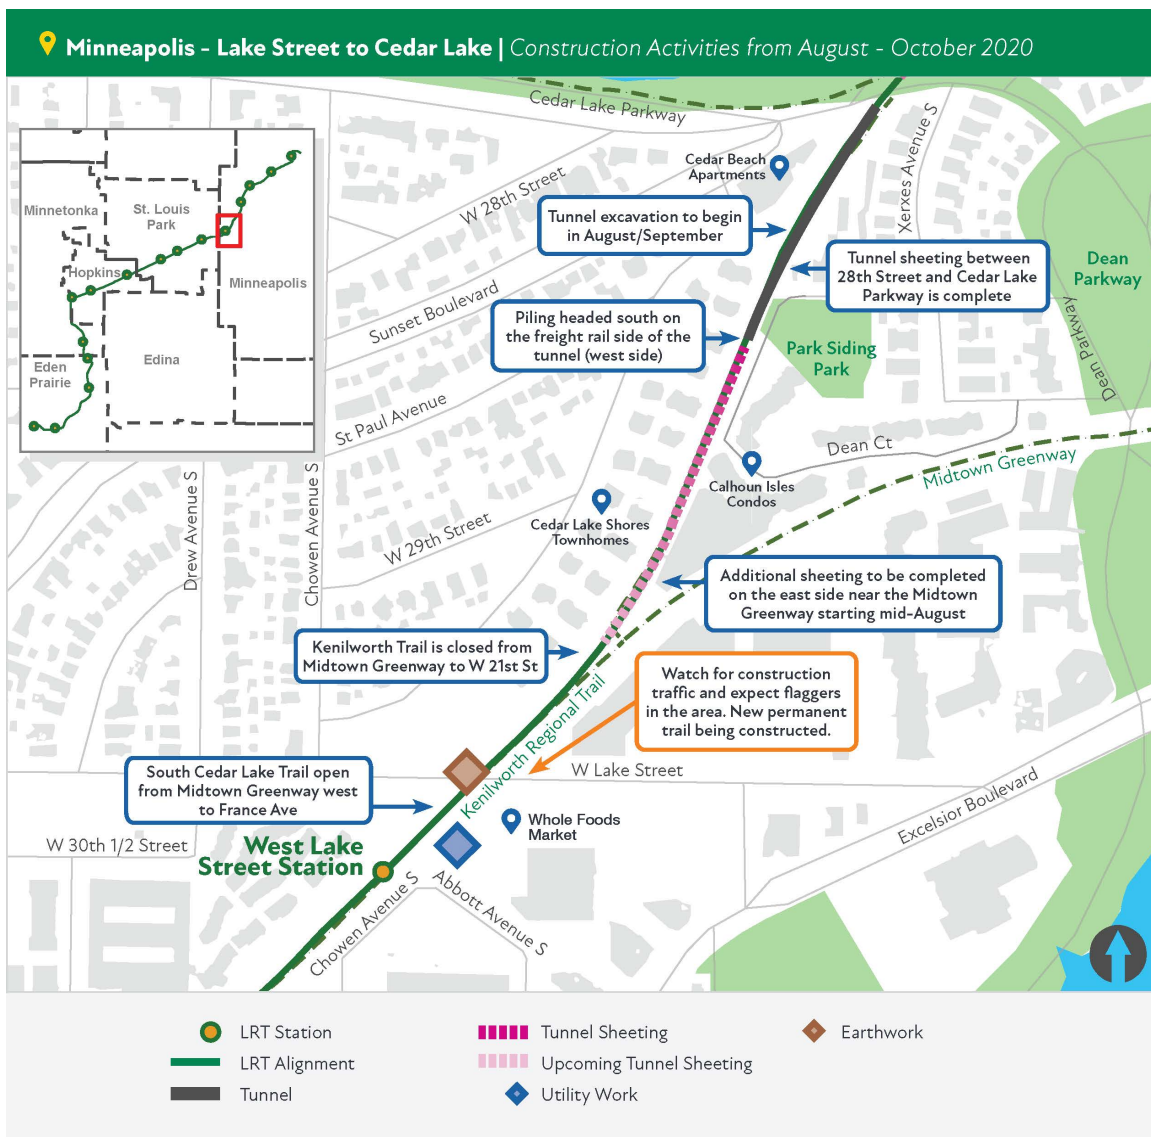 Minneapolis - Lake Street to Cedar Lake | Construction Activities from August - October 2020
Cedar Lake Parkway
Xerxes Avenue S
Cedar Beach
Apartments
W 28th Street
Minnetonka
St. Louis
Park
Hopkins
Minneapolis
Edina
Eden
Prairie
Tunnel excavation to begin
in August/September
Tunnel sheeting between
28th Street and Cedar Lake
Parkway is complete
Dean
Parkway
Sunset Boulevard
Piling headed south on
the freight rail side of the
tunnel (west side)
Park Siding
Park
Dean Parkway
St Paul Avenue
Dean Ct
Midtown Greenway
Calhoun Isles
Condos
Drew Avenue S
Chowen Avenue S
W 29th Street
Cedar Lake Shores
Townhomes
Additional sheeting to be completed
on the east side near the Midtown
Greenway starting mid-August
Kenilworth Trail is closed from
Midtown Greenway to W 21st St
Watch for construction
traffic and expect flaggers
in the area. New permanent
trail being constructed.
Kenilworth Regional Trail
W Lake Street
South Cedar Lake Trail open
from Midtown Greenway west
to France Ave
Excelsior Boulevard
Whole Foods
Market
W 30th 1/2 Street
West Lake
Street Station
Chowen Avenue S
Abbott Avenue S
LRT Station
LRT Alignment
Tunnel
Tunnel Sheeting
Upcoming Tunnel Sheeting
Utility Work
Earthwork